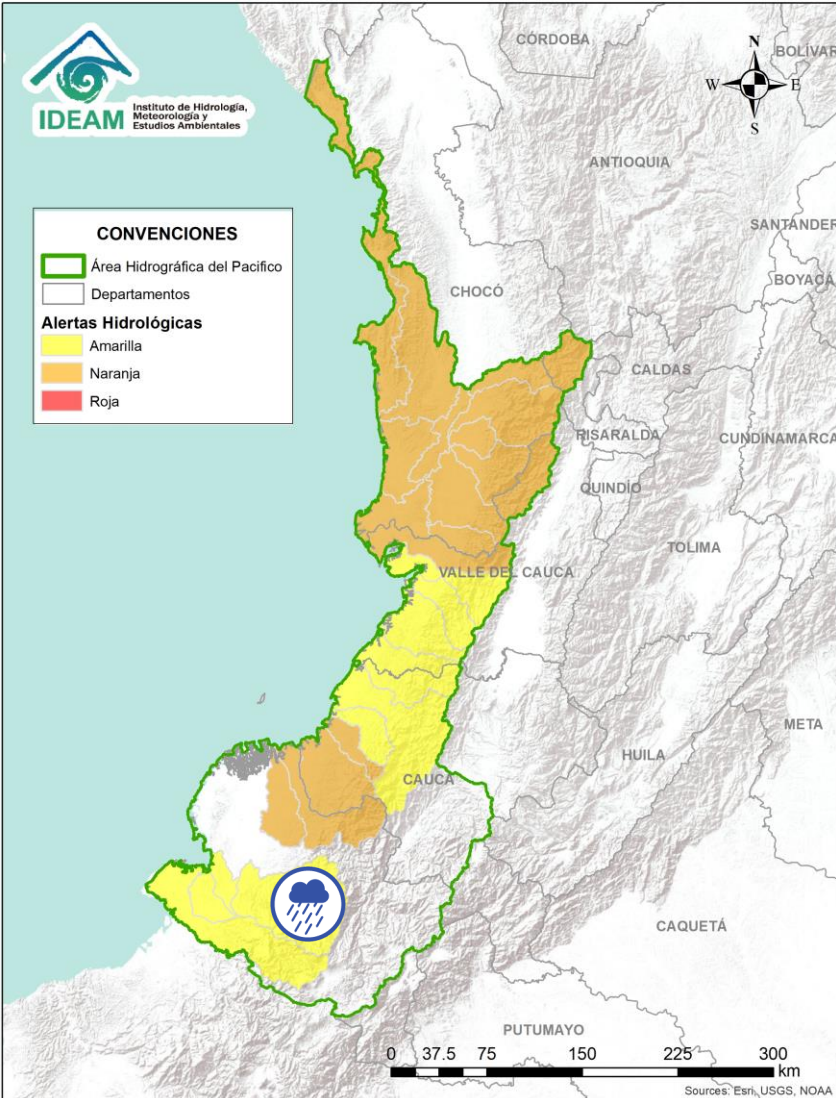 IDEAM
Instituto de Hidrología,
Meteorología y
Estudios Ambientales
N
W
E
S
CONVENCIONES
Área Hidrográfica del Pacifico
Departamentos
Alertas Hidrológicas
Amarilla
Naranja
Roja
CÓRDOBA
BOLÍVAR
ANTIOQUIA
SANTANDER
BOYACÁ
CHOCÓ
CALDAS
RISARALDA
CUNDINAMARCA
QUINDÍO
TOLIMA
VALLE DEL CAUCA
META
HUILA
CAUCA
CAQUETÁ
PUTUMAYO
0 37.5 75 150 225 300
km
Sources: Esri, USGS, NOAA